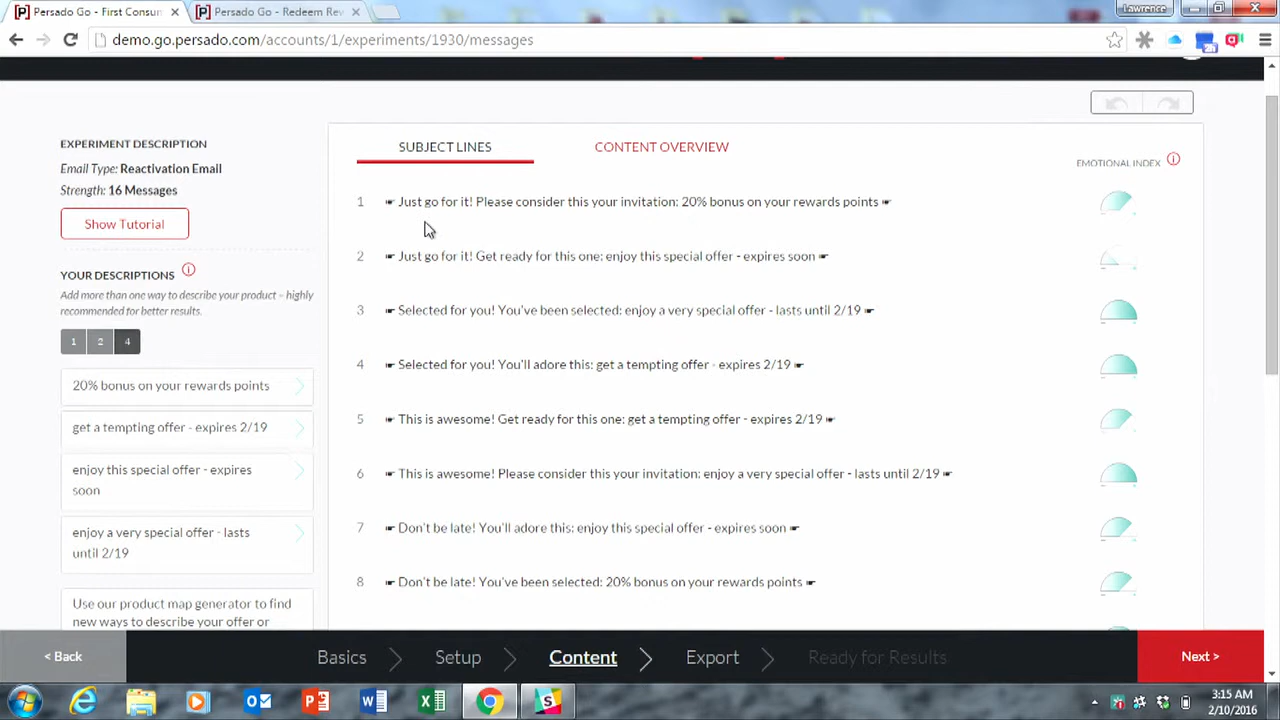 Persado Go - First Consum
Persado Go - Redeem Rev
Lawrence
demo.go.persado.com/accounts/1/experiments/1930/messages
EXPERIMENT DESCRIPTION
Email Type: Reactivation Email
Strength: 16 Messages
Show Tutorial
YOUR DESCRIPTIONS
Add more than one way to describe your product – highly
recommended for better results.
1 2 4
20% bonus on your rewards points
get a tempting offer - expires 2/19
enjoy this special offer - expires
soon
enjoy a very special offer - lasts
until 2/19
Use our product map generator to find
new ways to describe your offer or
SUBJECT LINES
CONTENT OVERVIEW
EMOTIONAL INDEX
1 ☛ Just go for it! Please consider this your invitation: 20% bonus on your rewards points ☛
2 ☛ Just go for it! Get ready for this one: enjoy this special offer - expires soon ☛
3 ☛ Selected for you! You've been selected: enjoy a very special offer - lasts until 2/19 ☛
4 ☛ Selected for you! You'll adore this: get a tempting offer - expires 2/19 ☛
5 ☛ This is awesome! Get ready for this one: get a tempting offer - expires 2/19 ☛
6 ☛ This is awesome! Please consider this your invitation: enjoy a very special offer - lasts until 2/19 ☛
7 ☛ Don't be late! You'll adore this: enjoy this special offer - expires soon ☛
8 ☛ Don't be late! You've been selected: 20% bonus on your rewards points ☛
< Back
Basics
Setup
Content
Export
Ready for Results
Next >
3:15 AM
2/10/2016